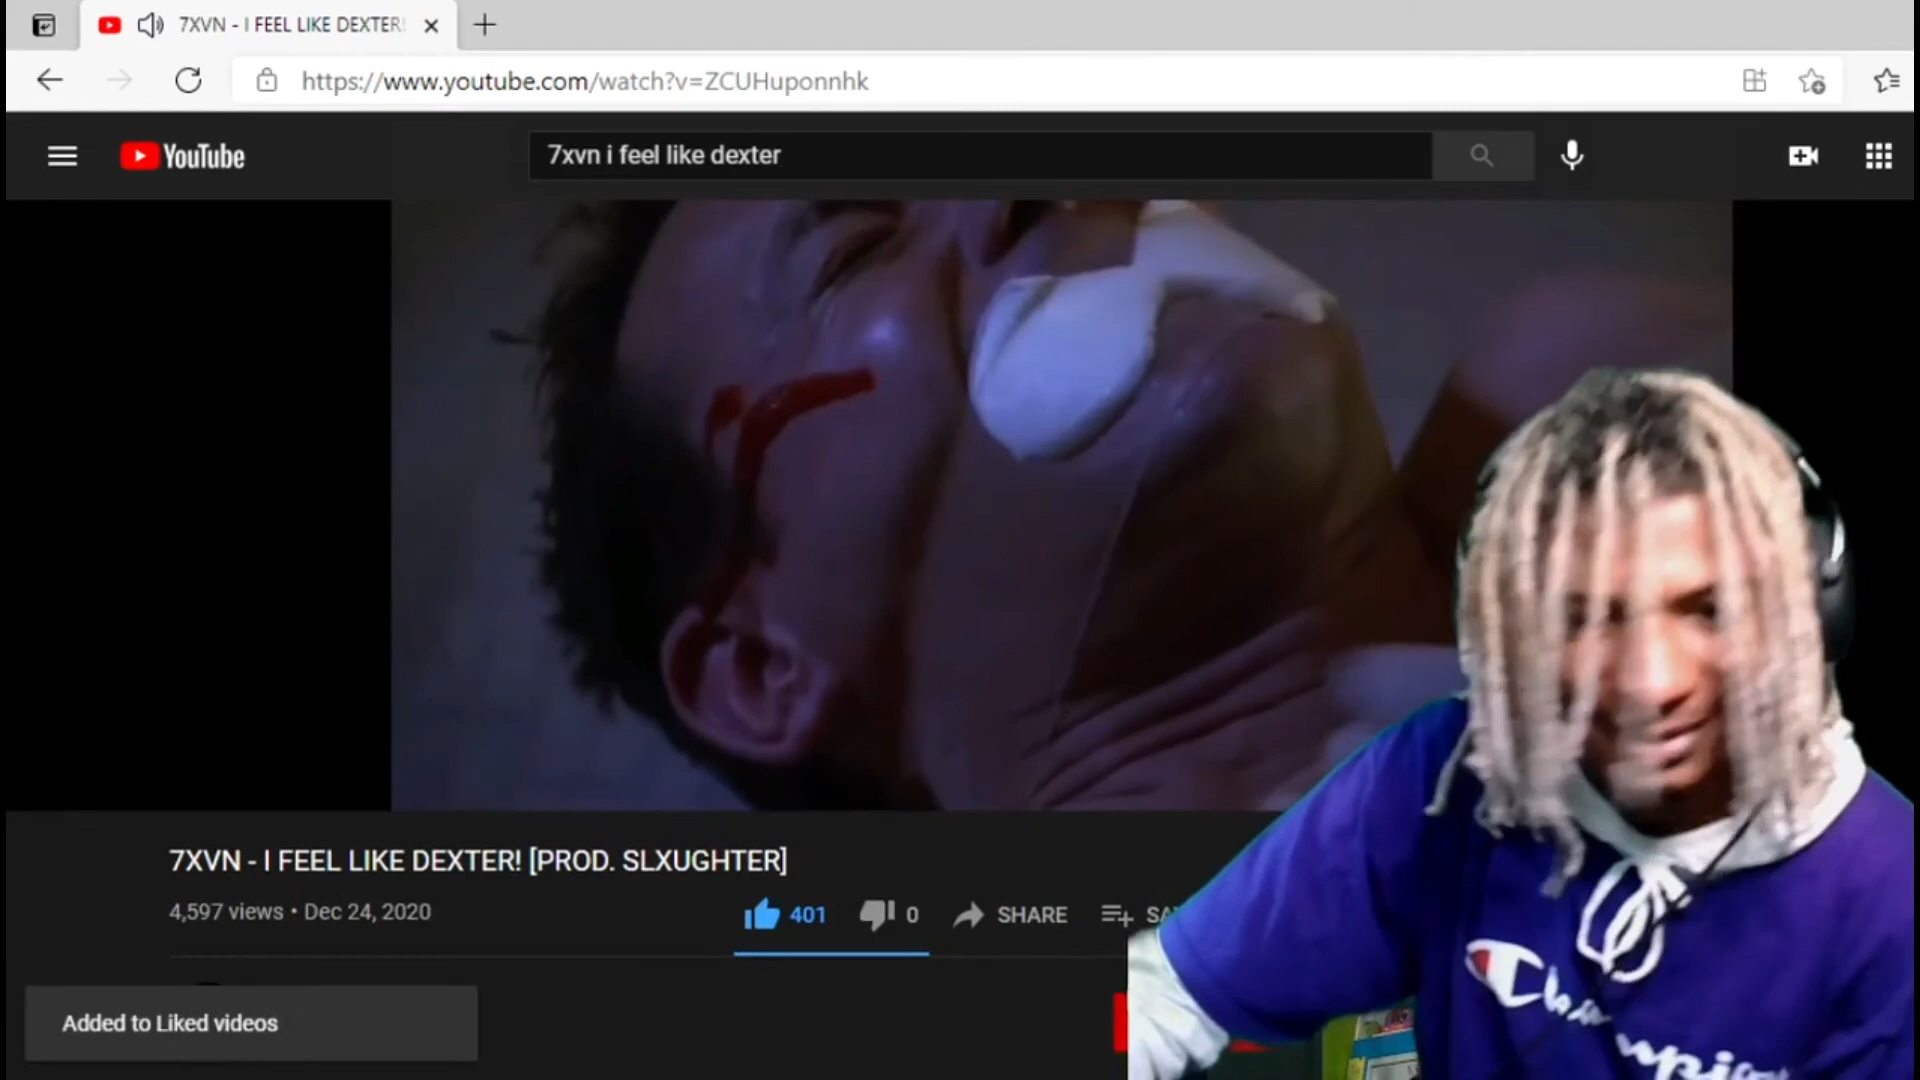 7XVN - I FEEL LIKE DEXTER!
https://www.youtube.com/watch?v=ZCUHuponnhk
YouTube
7xvn i feel like dexter
7XVN - I FEEL LIKE DEXTER! [PROD. SLXUGHTER]
4,597 views • Dec 24, 2020
401
0
SHARE
Added to Liked videos
Champion